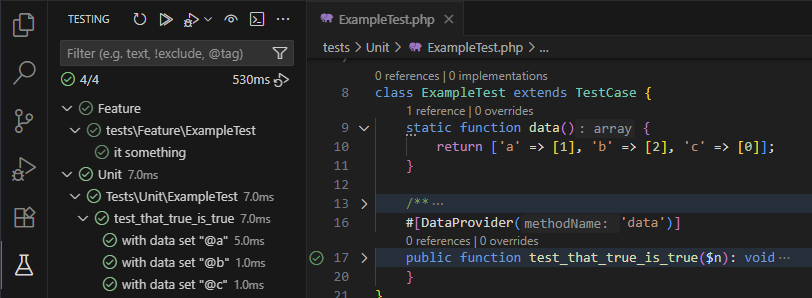 TESTING
Filter (e.g. text, !exclude, @tag)
4/4 530ms
Feature
tests\Feature\ExampleTest
it something
Unit 7.0ms
Tests\Unit\ExampleTest 7.0ms
test_that_true_is_true 7.0ms
with data set "@a" 5.0ms
with data set "@b" 1.0ms
with data set "@c" 1.0ms
ExampleTest.php
tests > Unit > ExampleTest.php > ...
7
0 references | 0 implementations
8 class ExampleTest extends TestCase {
1 reference | 0 overrides
9 static function data(): array {
10 return ['a' => [1], 'b' => [2], 'c' => [0]];
11 }
12
13 /** ...
16 #[DataProvider(methodName: 'data')]
0 references | 0 overrides
17 public function test_that_true_is_true($n): void ...
20 }
21 }